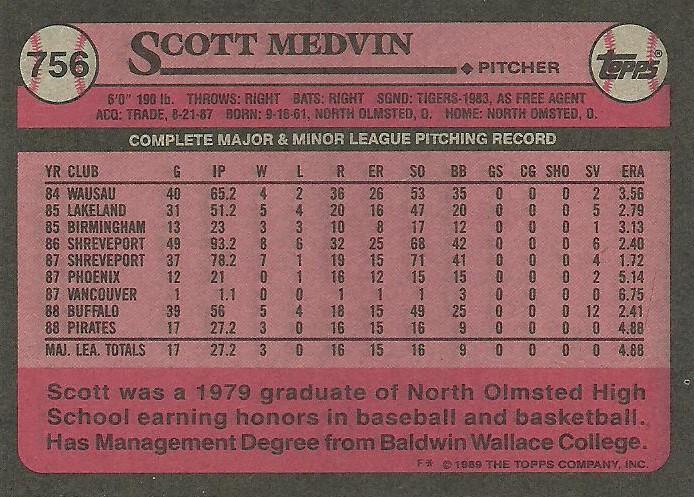 756
SCOTT MEDVIN
PITCHER
TOPPS®
6'0" 190 lb. THROWS: RIGHT BATS: RIGHT SGND: TIGERS-1983, AS FREE AGENT
ACQ: TRADE, 8-21-87 BORN: 9-16-61, NORTH OLMSTED, O. HOME: NORTH OMSTED, O.
COMPLETE MAJOR & MINOR LEAGUE PITCHING RECORD
YR CLUB G IP W L R ER SO BB GS CG SHO SV ERA
84 WAUSAU 40 65.2 4 2 36 26 53 35 0 0 0 2 3.56
85 LAKELAND 31 51.2 5 4 20 16 47 20 0 0 0 5 2.79
85 BIRMINGHAM 13 23 3 3 10 8 17 12 0 0 0 1 3.13
86 SHREVEPORT 49 93.2 8 6 32 25 68 42 0 0 0 6 2.40
87 SHREVEPORT 37 78.2 7 1 19 15 71 41 0 0 0 4 1.72
87 PHOENIX 12 21 0 1 16 12 15 15 0 0 0 2 5.14
87 VANCOUVER 1 1.1 0 0 1 1 1 3 0 0 0 0 6.75
88 BUFFALO 39 56 5 4 18 15 49 25 0 0 0 12 2.41
88 PIRATES 17 27.2 3 0 16 15 16 9 0 0 0 0 4.88
MAJ. LEA. TOTALS 17 27.2 3 0 16 15 16 9 0 0 0 0 4.88
Scott was a 1979 graduate of North Olmsted High
School earning honors in baseball and basketball.
Has Management Degree from Baldwin Wallace College.
F* © 1989 THE TOPPS COMPANY, INC.